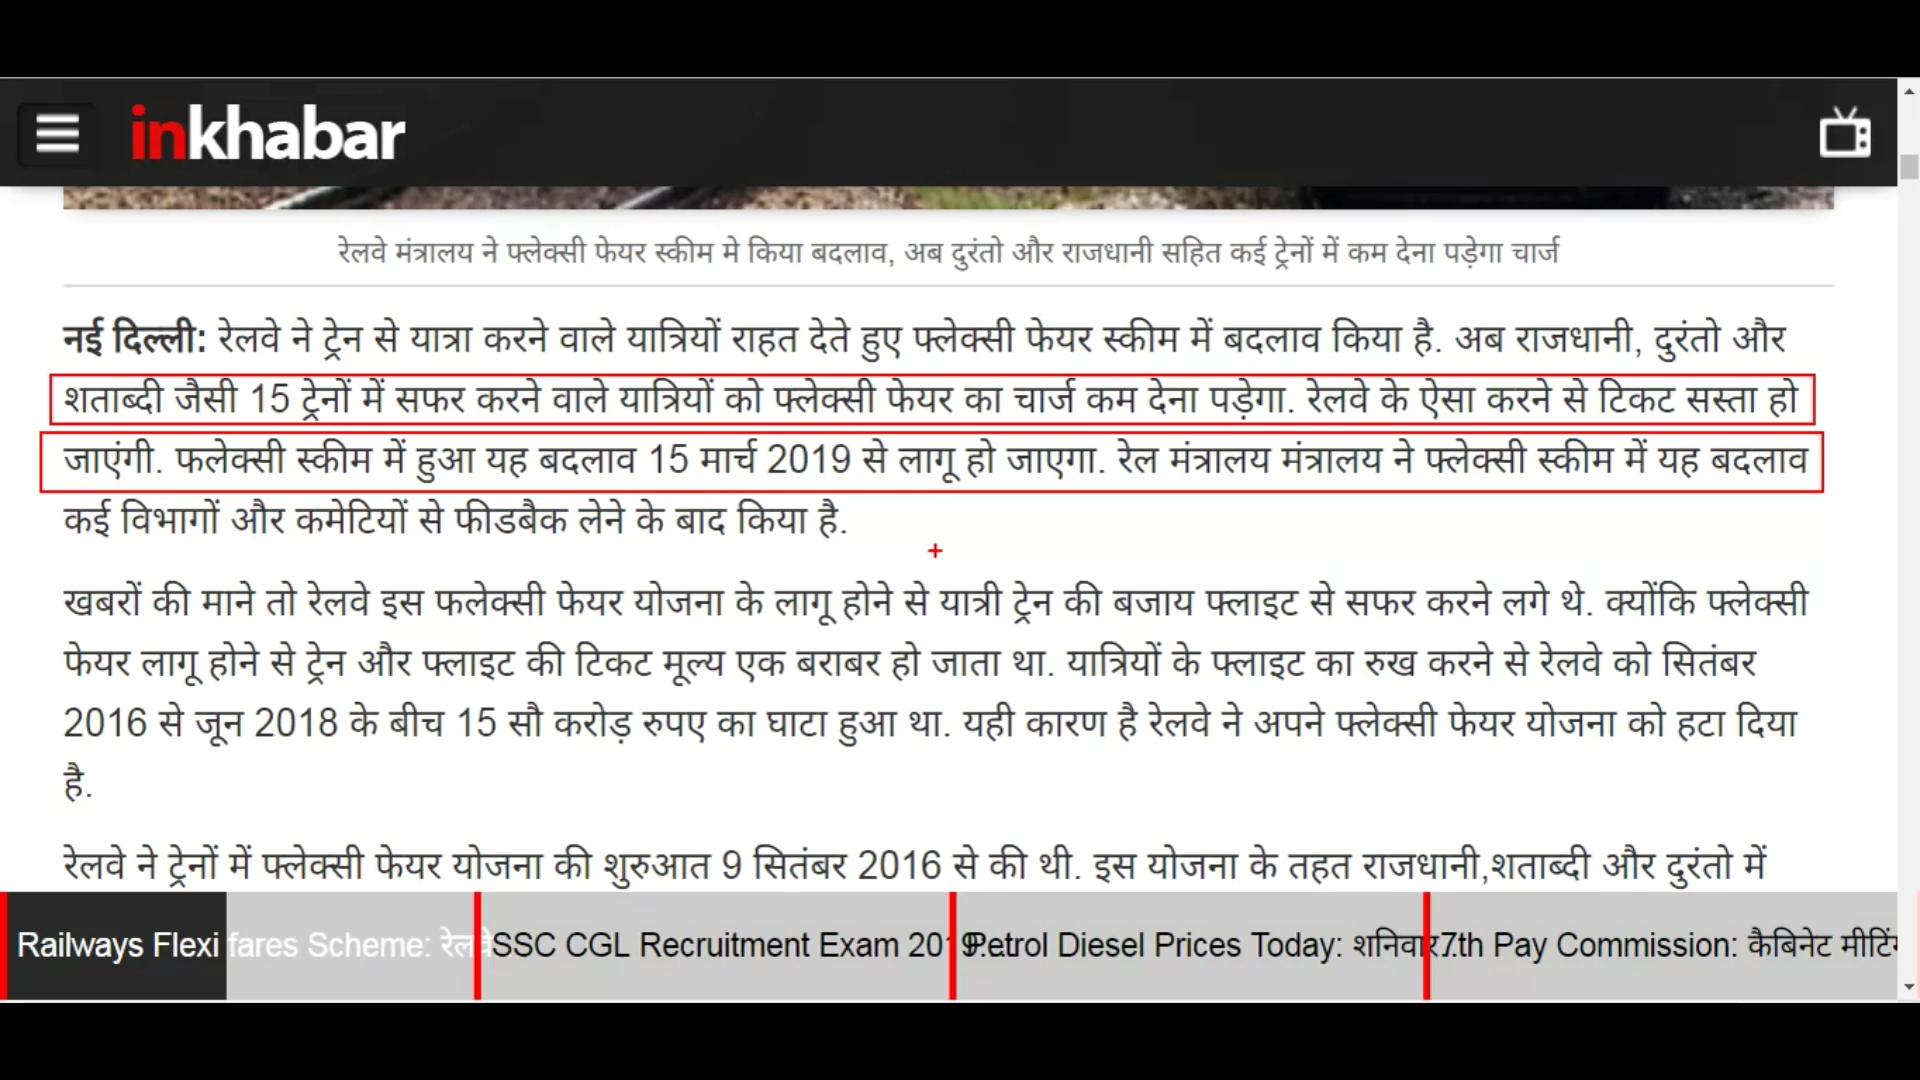 inkhabar
रेलवे मंत्रालय ने फ्लेक्सी फेयर स्कीम मे किया बदलाव, अब दुरंतो और राजधानी सहित कई ट्रेनों में कम देना पड़ेगा चार्ज
नई दिल्ली: रेलवे ने ट्रेन से यात्रा करने वाले यात्रियों राहत देते हुए फ्लेक्सी फेयर स्कीम में बदलाव किया है. अब राजधानी, दुरंतो और
शताब्दी जैसी 15 ट्रेनों में सफर करने वाले यात्रियों को फ्लेक्सी फेयर का चार्ज कम देना पड़ेगा. रेलवे के ऐसा करने से टिकट सस्ता हो
जाएंगी. फलेक्सी स्कीम में हुआ यह बदलाव 15 मार्च 2019 से लागू हो जाएगा. रेल मंत्रालय मंत्रालय ने फ्लेक्सी स्कीम में यह बदलाव
कई विभागों और कमेटियों से फीडबैक लेने के बाद किया है.
खबरों की माने तो रेलवे इस फलेक्सी फेयर योजना के लागू होने से यात्री ट्रेन की बजाय फ्लाइट से सफर करने लगे थे. क्योंकि फ्लेक्सी
फेयर लागू होने से ट्रेन और फ्लाइट की टिकट मूल्य एक बराबर हो जाता था. यात्रियों के फ्लाइट का रुख करने से रेलवे को सितंबर
2016 से जून 2018 के बीच 15 सौ करोड़ रुपए का घाटा हुआ था. यही कारण है रेलवे ने अपने फ्लेक्सी फेयर योजना को हटा दिया
है.
रेलवे ने ट्रेनों में फ्लेक्सी फेयर योजना की शुरुआत 9 सितंबर 2016 से की थी. इस योजना के तहत राजधानी,शताब्दी और दुरंतो में
Railways Flexi fares Scheme: रेलवे SSC CGL Recruitment Exam 2019 Petrol Diesel Prices Today: शनिवार 7th Pay Commission: कैबिनेट मीटिंग